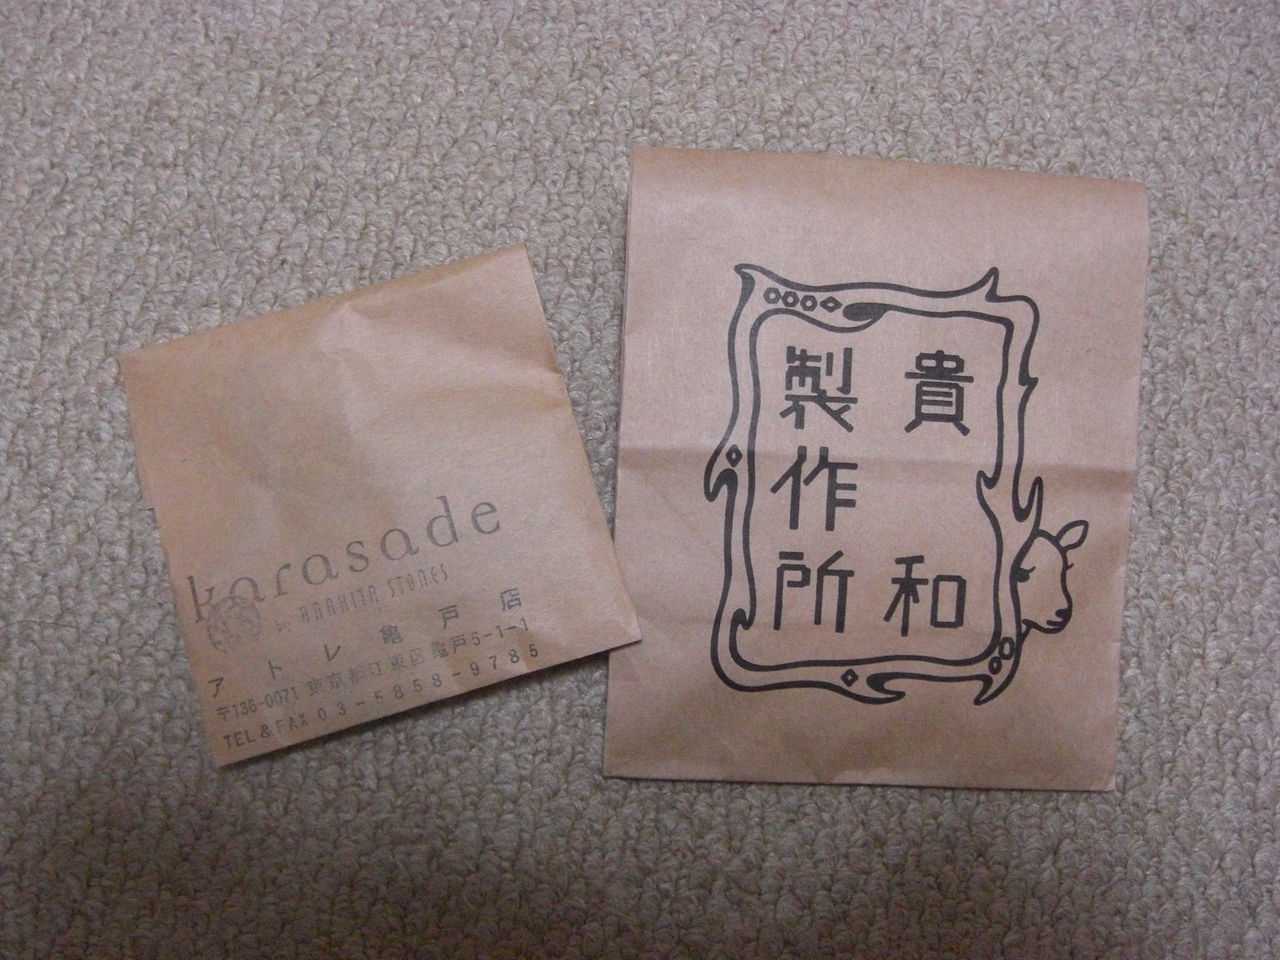 karasade
by ANAHITA STONES
アトレ亀戸店
〒136-0071 東京都江東区亀戸5-1-1
TEL&FAX 03-5858-9785
貴和
製作所